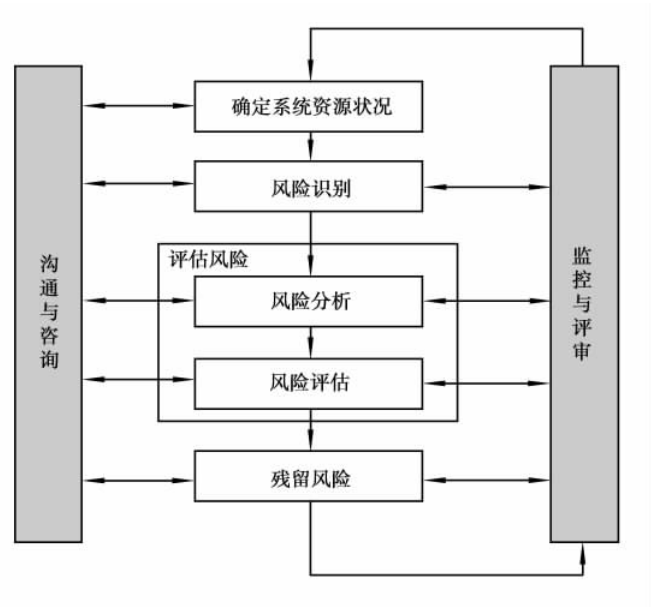 确定系统资源状况
风险识别
评估风险
风险分析
风险评估
残留风险
沟通与咨询
监控与评审